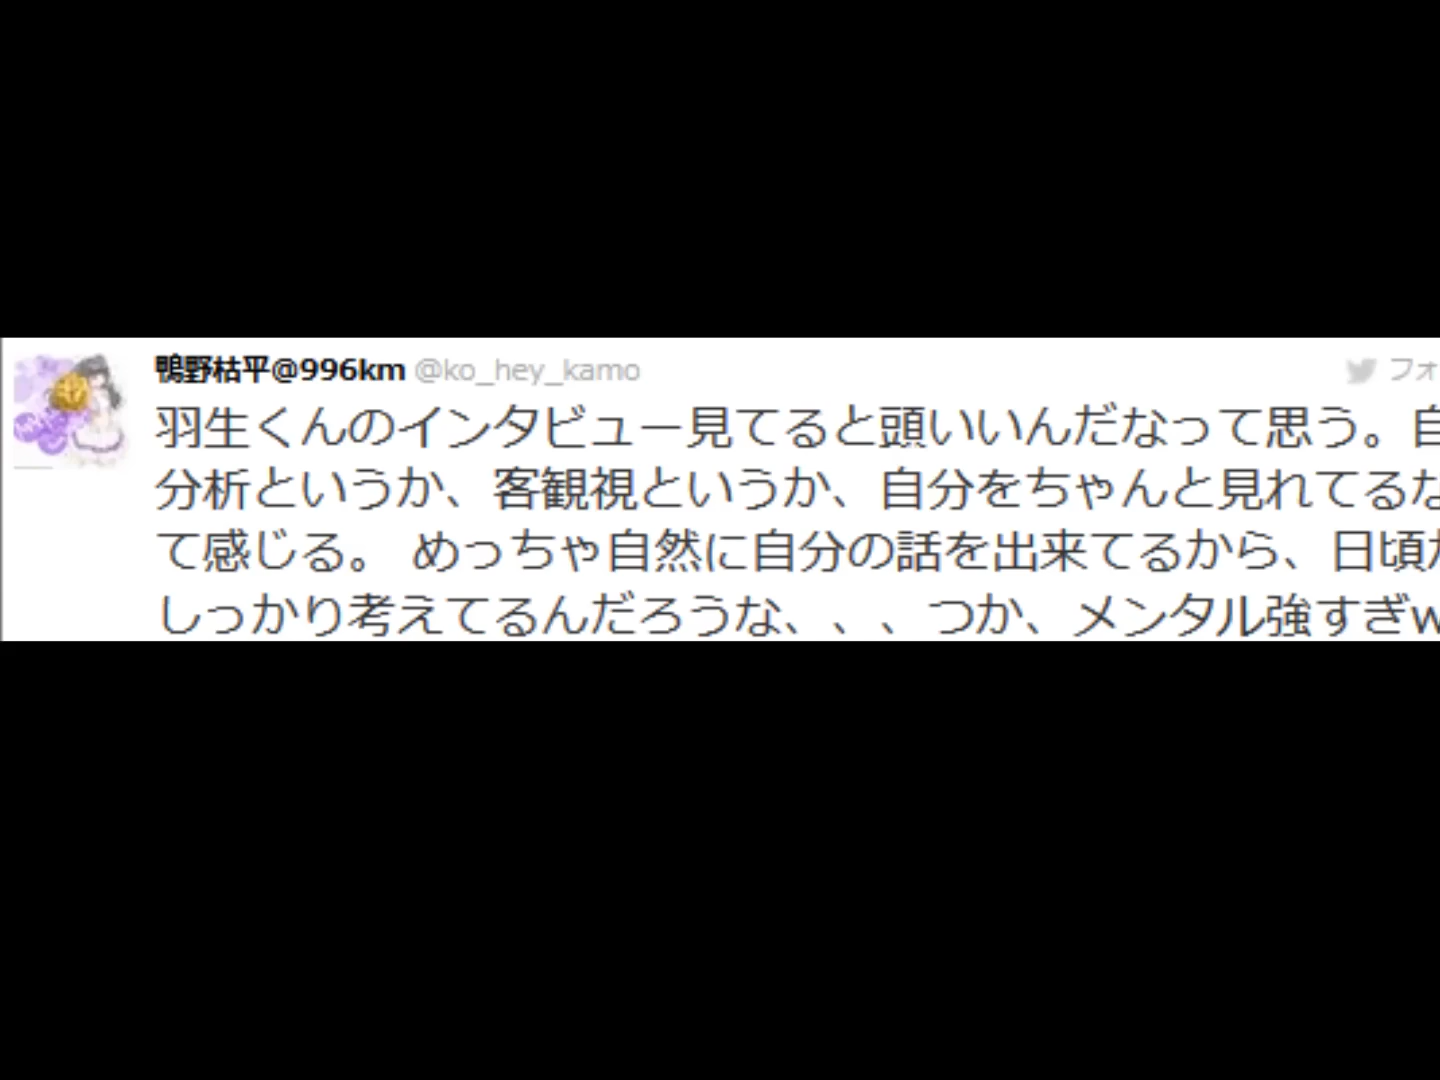 鴨野枯平@996km @ko_hey_kamo フォ
羽生くんのインタビュー見てると頭いいんだなって思う。自
分析というか、客観視というか、自分をちゃんと見れてるな
て感じる。 めっちゃ自然に自分の話を出来てるから、日頃か
しっかり考えてるんだろうな、、、つか、メンタル強すぎw